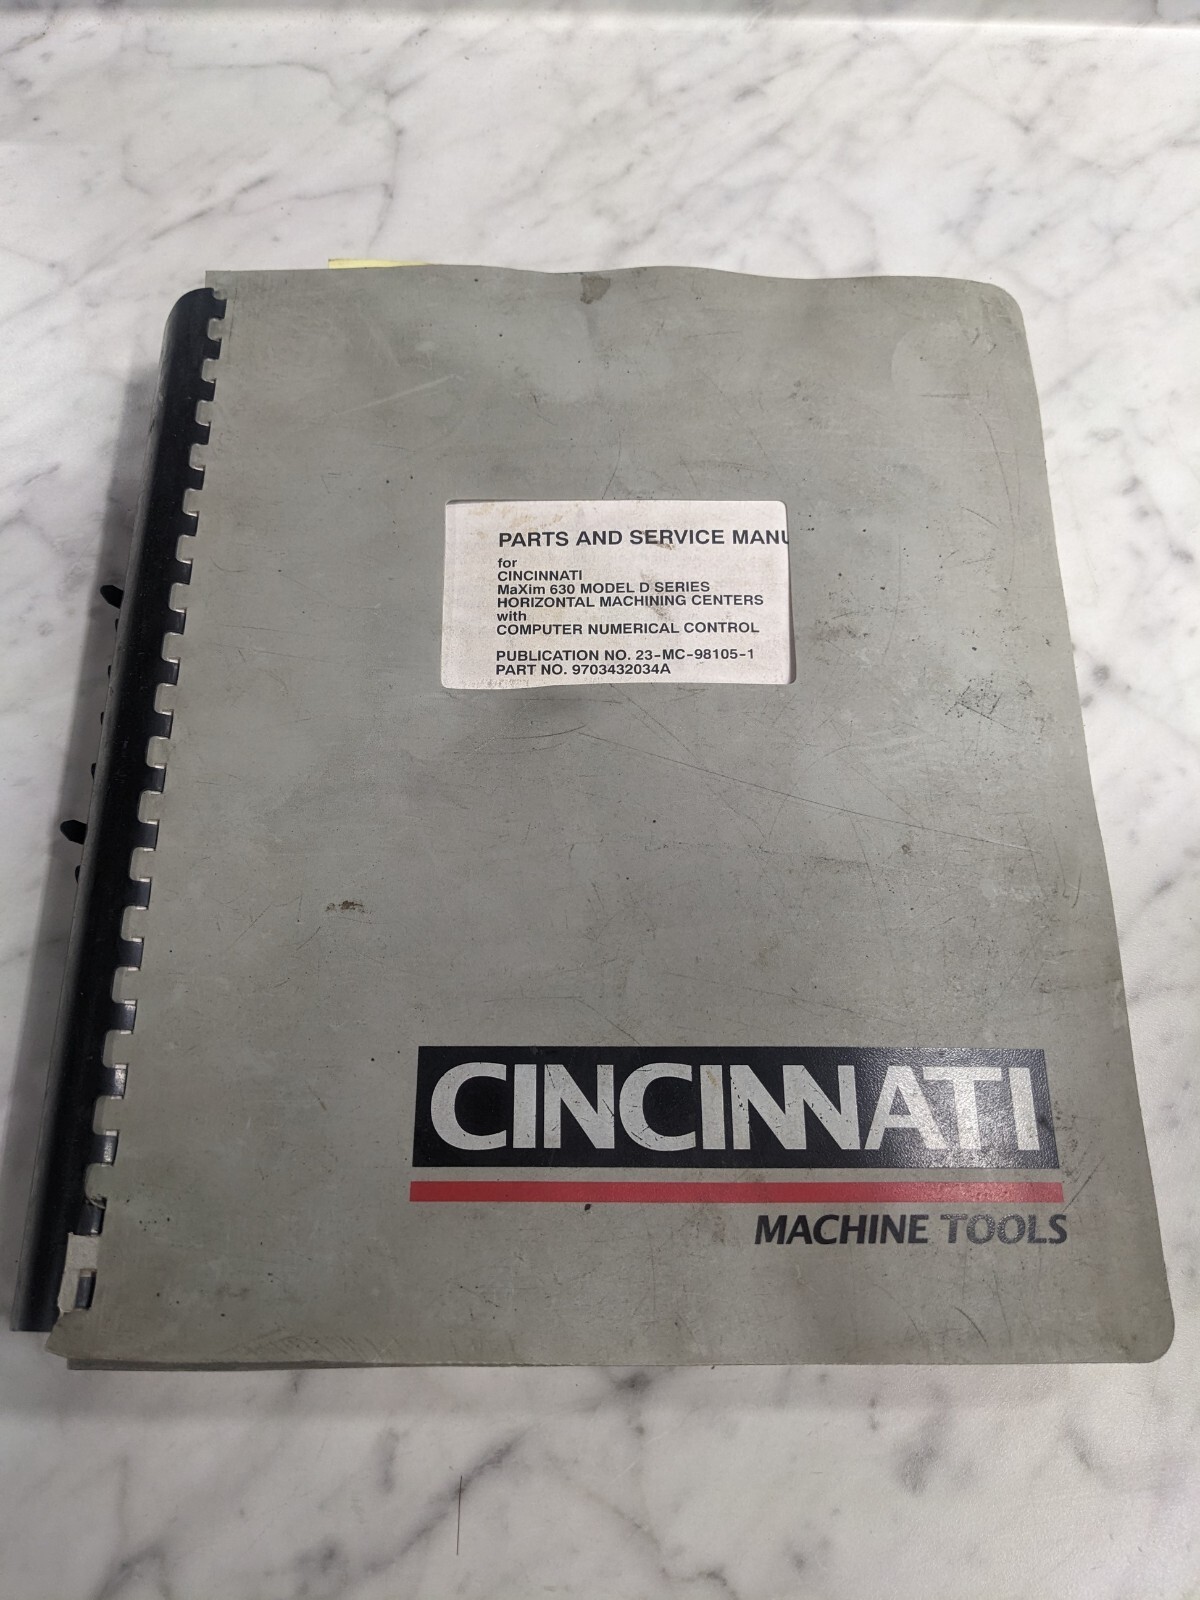 PARTS AND SERVICE MANU
for
CINCINNATI
MaXim 630 MODEL D SERIES
HORIZONTAL MACHINING CENTERS
with
COMPUTER NUMERICAL CONTROL
PUBLICATION NO. 23-MC-98105-1
PART NO. 9703432034A
CINCINNATI
MACHINE TOOLS